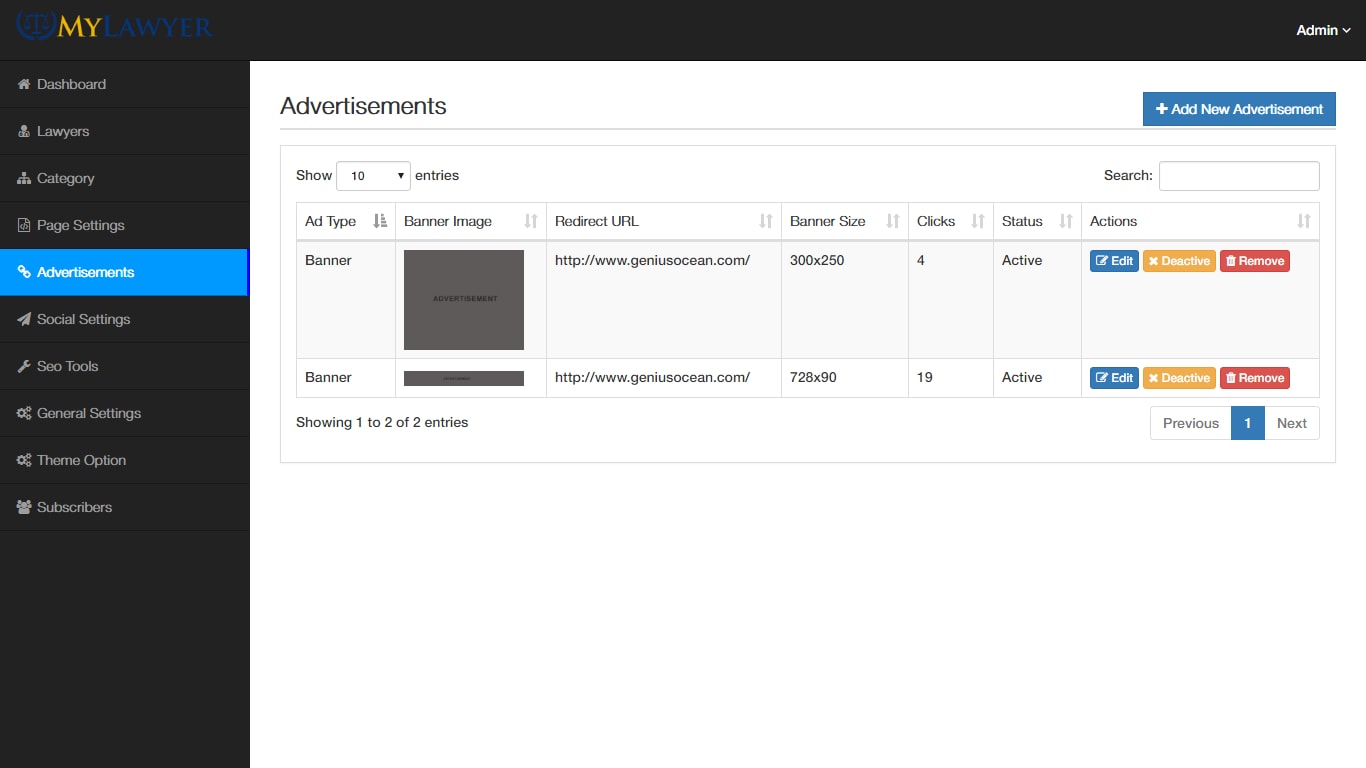 MYLAWYER
Admin
Dashboard
Lawyers
Category
Page Settings
Advertisements
Social Settings
Seo Tools
General Settings
Theme Option
Subscribers
Advertisements
Add New Advertisement
Show 10 entries
Search:
Ad Type Banner Image Redirect URL Banner Size Clicks Status Actions
Banner http://www.geniusocean.com/ 300x250 4 Active Edit Deactive Remove
ADVERTISEMENT
Banner http://www.geniusocean.com/ 728x90 19 Active Edit Deactive Remove
Showing 1 to 2 of 2 entries
Previous 1 Next